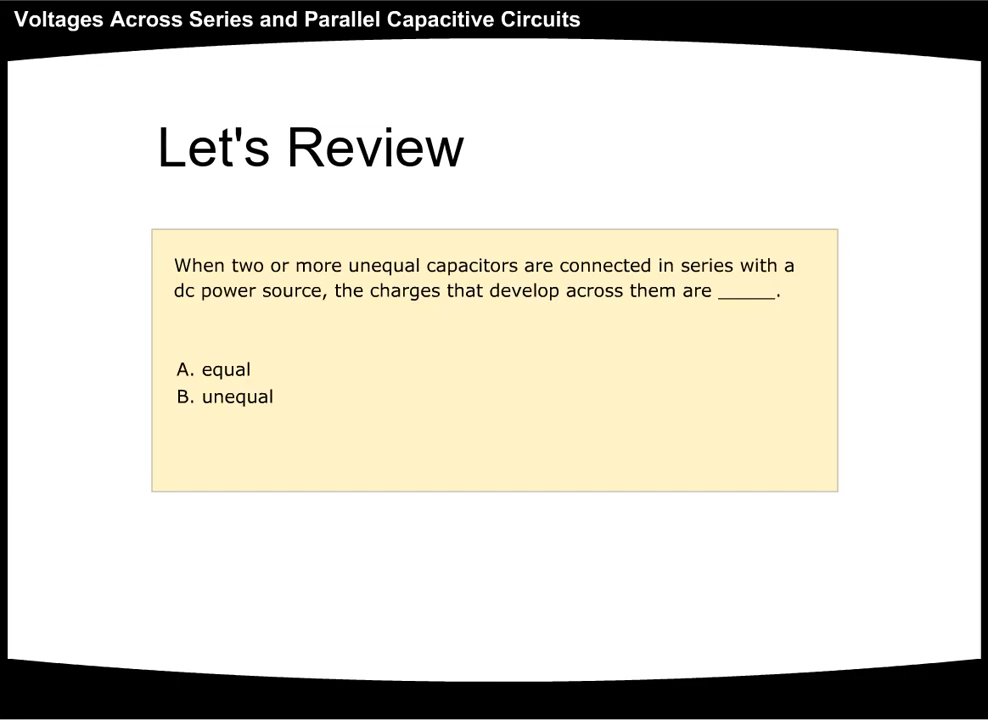 Voltages Across Series and Parallel Capacitive Circuits
Let's Review
When two or more unequal capacitors are connected in series with a
dc power source, the charges that develop across them are ______.
A. equal
B. unequal